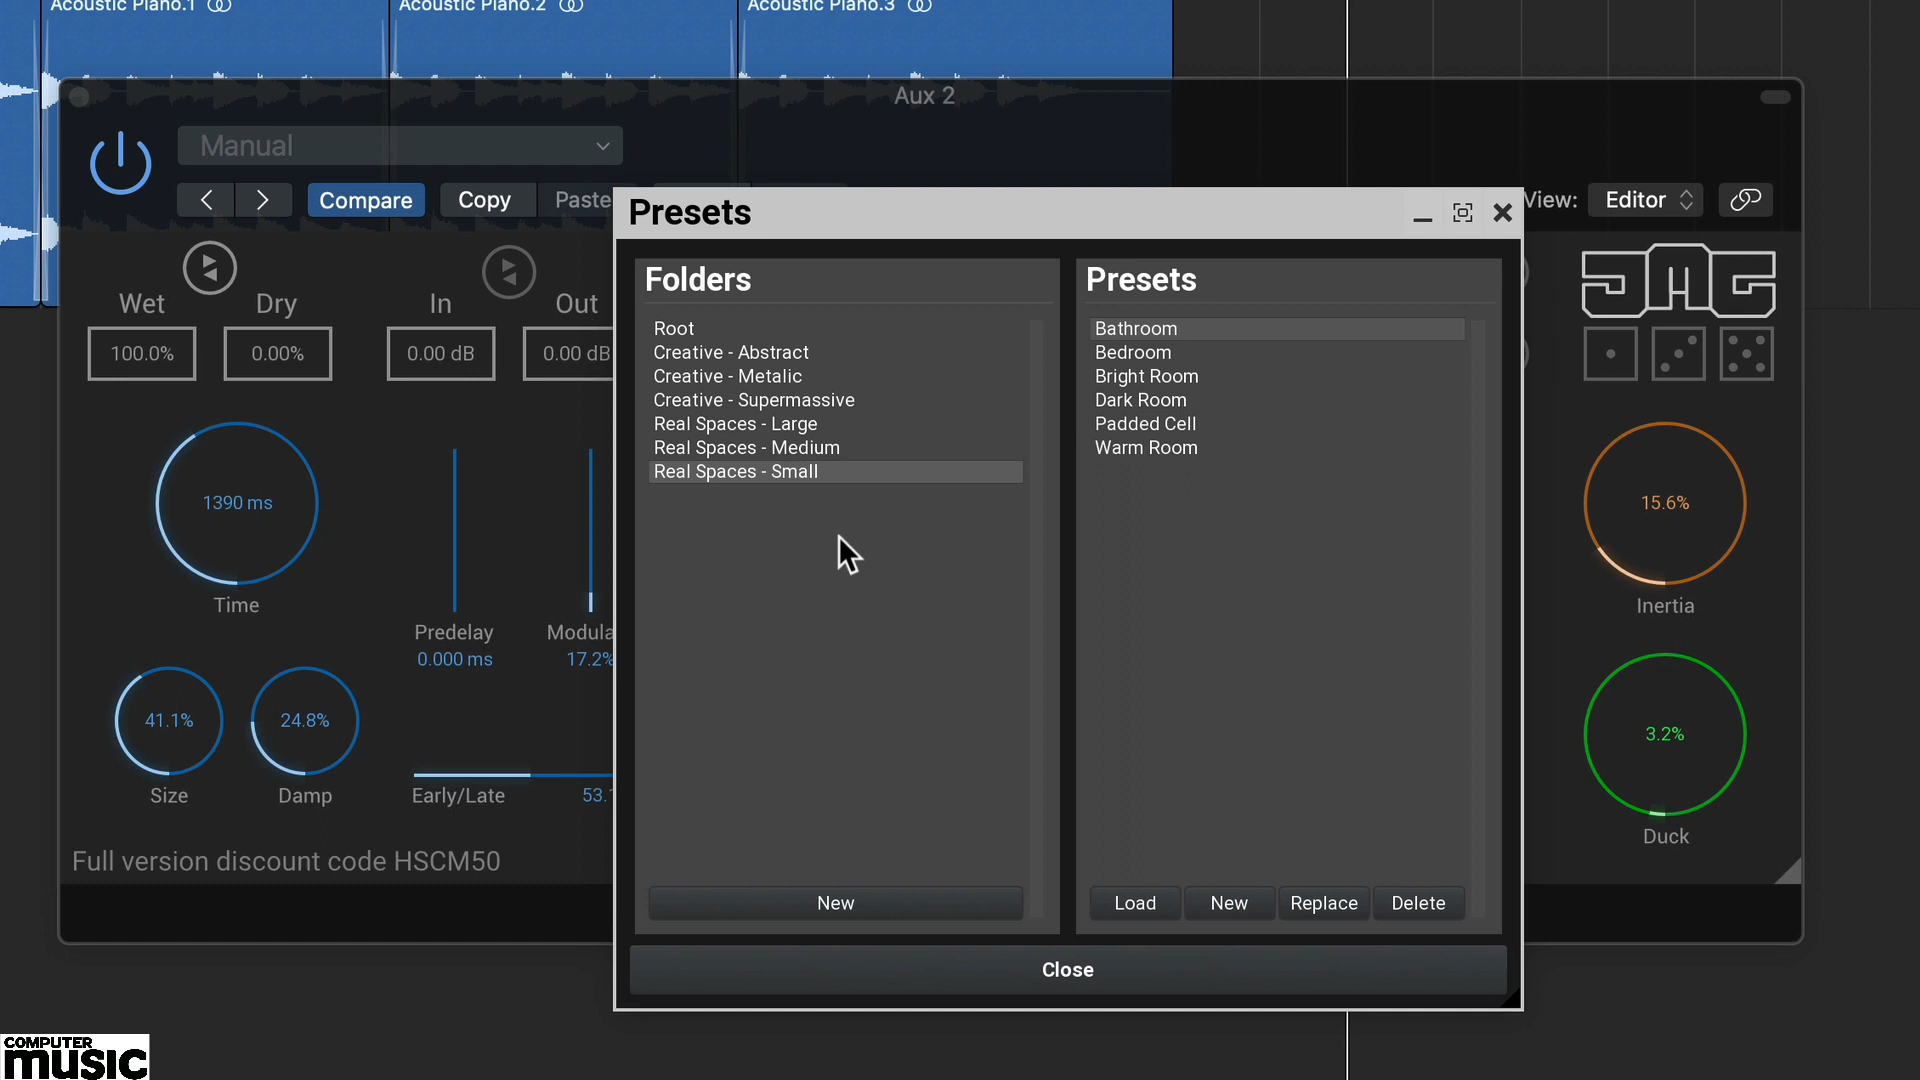 Acoustic Piano.1
Acoustic Piano.2
Acoustic Piano.3
Aux 2
Manual
Compare
Copy
Paste
View:
Editor
Presets
Wet
Dry
In
Out
100.0%
0.00%
0.00 dB
0.00 dB
JMG
Folders
Root
Creative - Abstract
Creative - Metalic
Creative - Supermassive
Real Spaces - Large
Real Spaces - Medium
Real Spaces - Small
New
Presets
Bathroom
Bedroom
Bright Room
Dark Room
Padded Cell
Warm Room
Load
New
Replace
Delete
Close
1390 ms
Time
Predelay
0.000 ms
Modula
17.2%
41.1%
Size
24.8%
Damp
Early/Late
53.
15.6%
Inertia
3.2%
Duck
Full version discount code HSCM50
COMPUTER
music